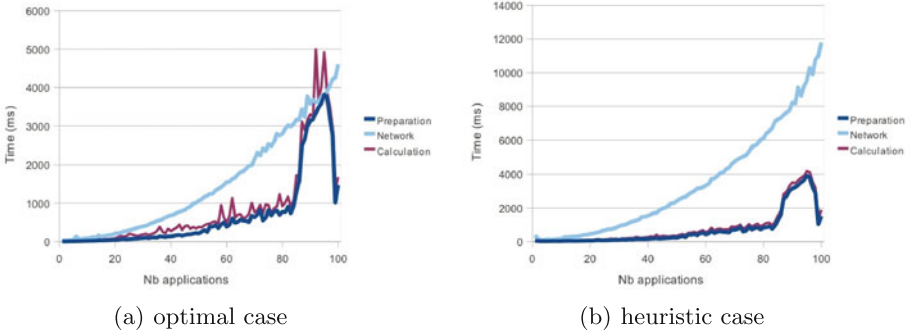 6000
5000
4000
3000
2000
1000
0
Time (ms)
0 20 40 60 80 100
Nb applications
Preparation
Network
Calculation
(a) optimal case
14000
12000
10000
8000
6000
4000
2000
0
Time (ms)
0 20 40 60 80 100
Nb applications
Preparation
Network
Calculation
(b) heuristic case